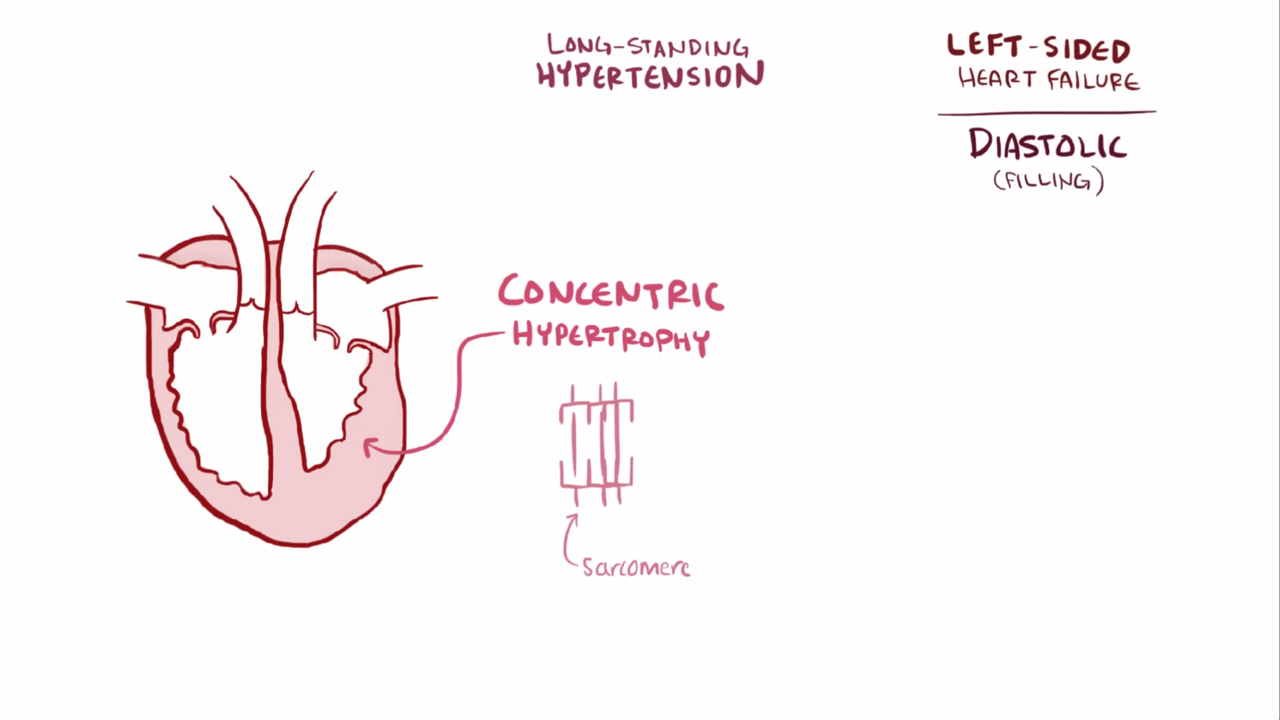 LONG-STANDING
HYPERTENSION
LEFT-SIDED
HEART FAILURE
DIASTOLIC
(FILLING)
CONCENTRIC
HYPERTROPHY
sarcomere